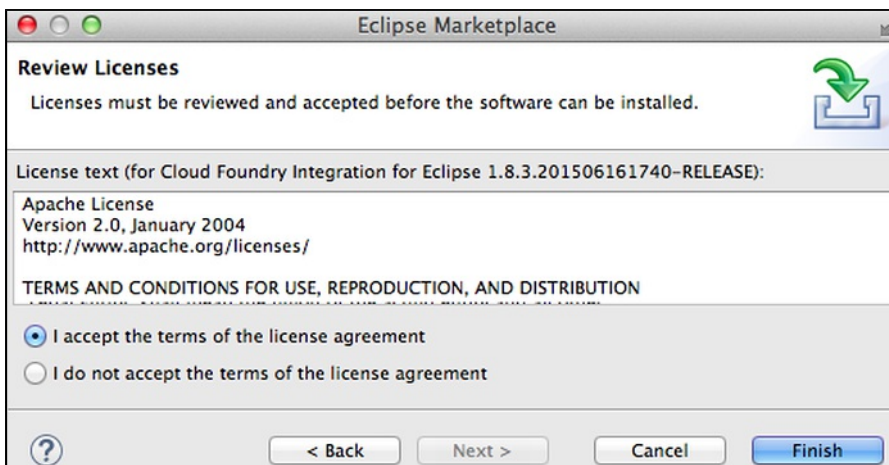 Eclipse Marketplace
Review Licenses
Licenses must be reviewed and accepted before the software can be installed.
License text (for Cloud Foundry Integration for Eclipse 1.8.3.201506161740-RELEASE):
Apache License
Version 2.0, January 2004
http://www.apache.org/licenses/
TERMS AND CONDITIONS FOR USE, REPRODUCTION, AND DISTRIBUTION
I accept the terms of the license agreement
I do not accept the terms of the license agreement
? < Back Next > Cancel Finish